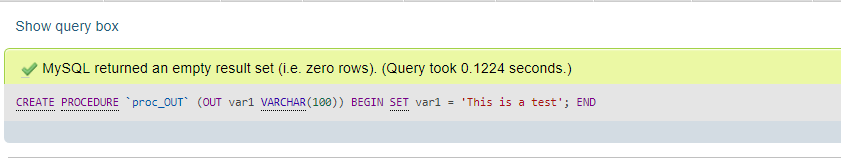 Show query box
MySQL returned an empty result set (i.e. zero rows). (Query took 0.1224 seconds.)
CREATE PROCEDURE `proc_OUT` (OUT var1 VARCHAR(100)) BEGIN SET var1 = 'This is a test'; END